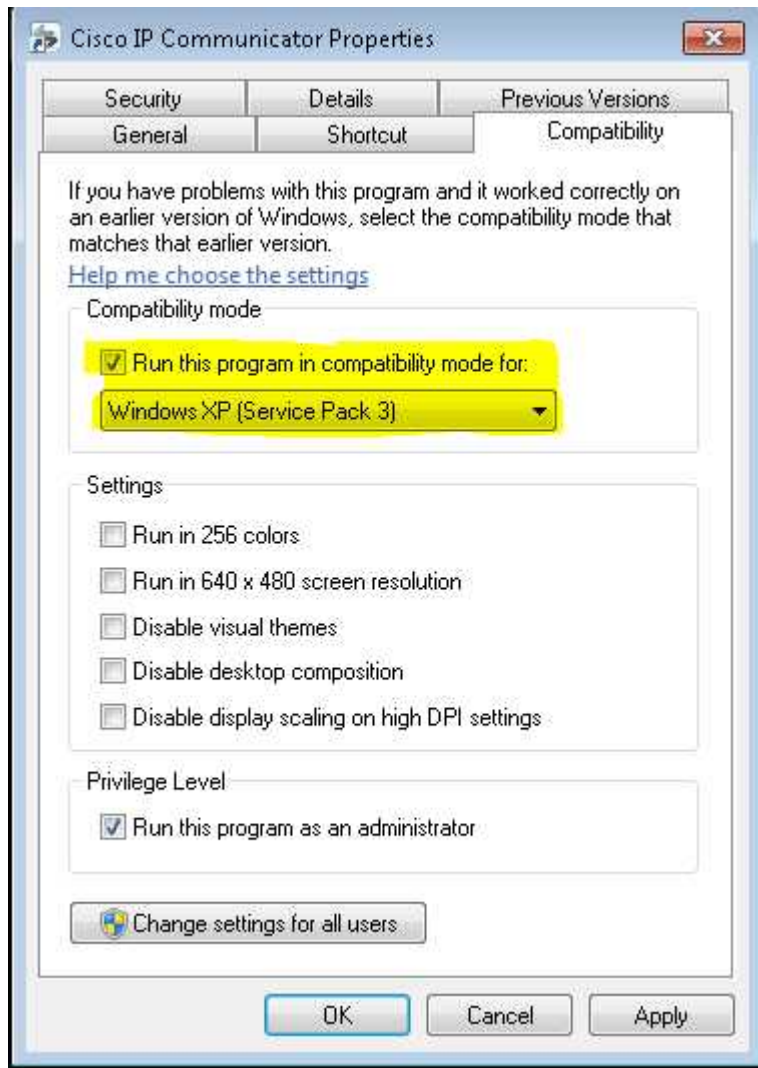 Cisco IP Communicator Properties
Security Details Previous Versions
General Shortcut Compatibility
If you have problems with this program and it worked correctly on
an earlier version of Windows, select the compatibility mode that
matches that earlier version.
Help me choose the settings
Compatibility mode
Run this program in compatibility mode for:
Windows XP (Service Pack 3)
Settings
Run in 256 colors
Run in 640 x 480 screen resolution
Disable visual themes
Disable desktop composition
Disable display scaling on high DPI settings
Privilege Level
Run this program as an administrator
Change settings for all users
OK Cancel Apply